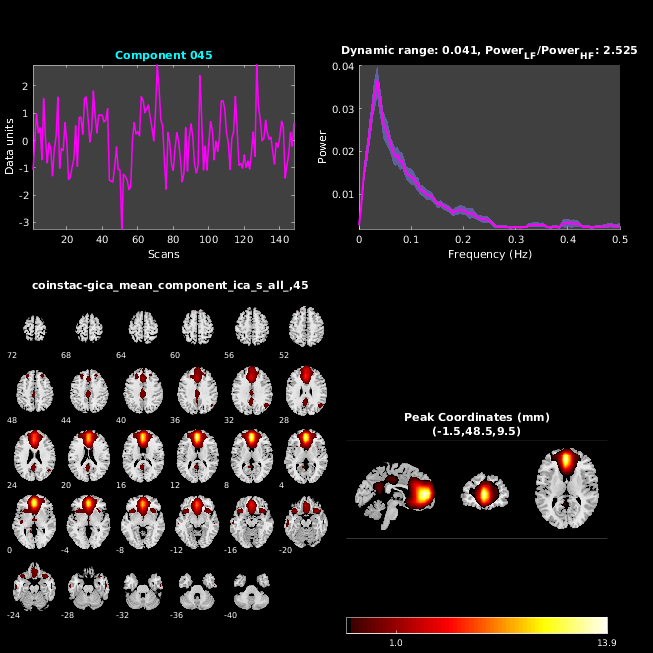 Component 045
Data units
2
1
0
-1
-2
-3
20 40 60 80 100 120 140
Scans
Dynamic range: 0.041, PowerLF/PowerHF: 2.525
Power
0.04
0.03
0.02
0.01
0 0.1 0.2 0.3 0.4 0.5
Frequency (Hz)
coinstac-gica_mean_component_ica_s_all_,45
72 68 64 60 56 52
48 44 40 36 32 28
24 20 16 12 8 4
0 -4 -8 -12 -16 -20
-24 -28 -32 -36 -40
Peak Coordinates (mm)
(-1.5,48.5,9.5)
1.0 13.9